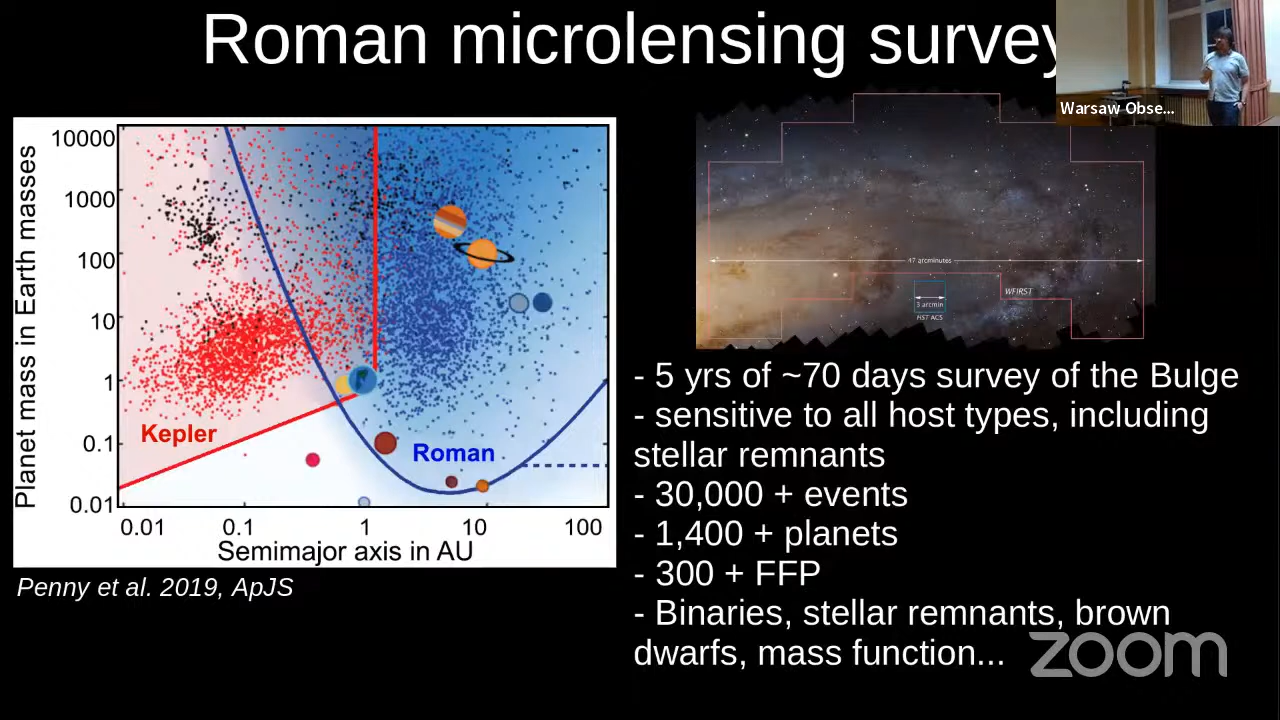 Roman microlensing survey
Warsaw Obse...
10000
1000
100
10
1
0.1
0.01
Planet mass in Earth masses
Kepler
Roman
0.01
0.1
1
10
100
Semimajor axis in AU
Penny et al. 2019, ApJS
47 arcminutes
WFIRST
3 arcmin
HST ACS
- 5 yrs of ~70 days survey of the Bulge
- sensitive to all host types, including
stellar remnants
- 30,000 + events
- 1,400 + planets
- 300 + FFP
- Binaries, stellar remnants, brown
dwarfs, mass function...
zoom